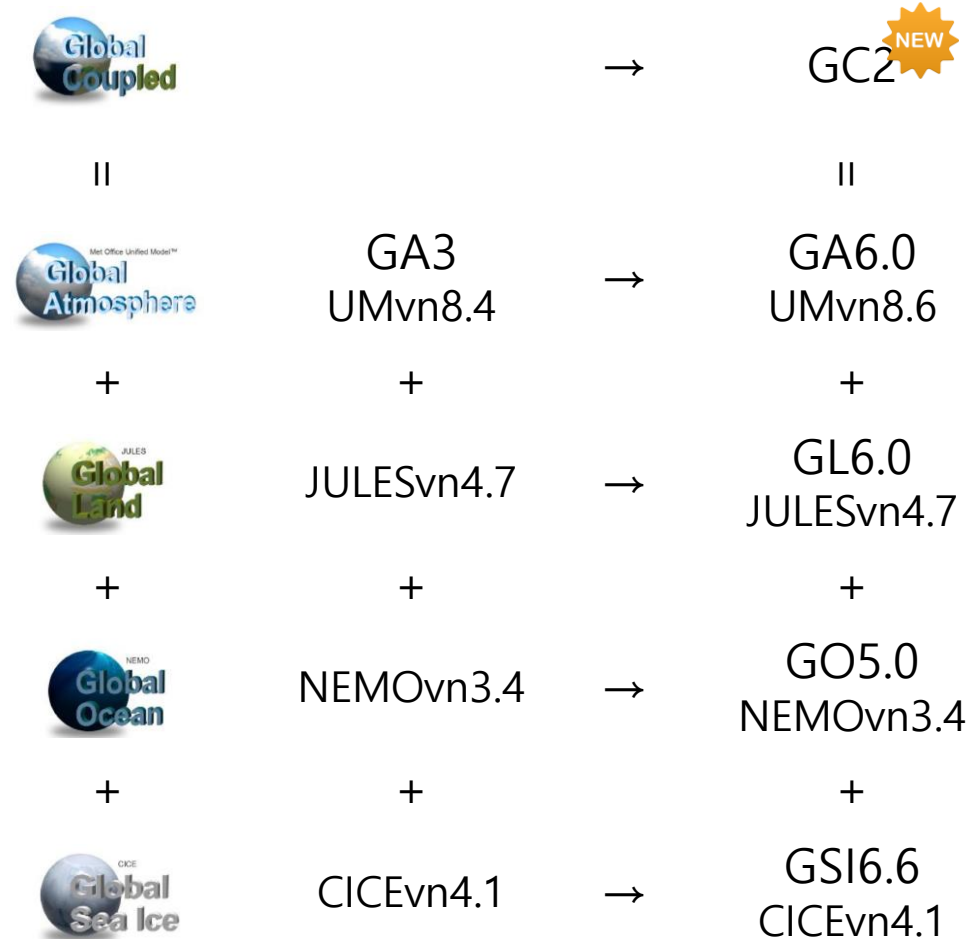 Global
Coupled
→
GC2
NEW
=
=
Met Office Unified Model™
Global
Atmosphere
GA3
UMvn8.4
→
GA6.0
UMvn8.6
+
+
+
JULES
Global
Land
JULESvn4.7
→
GL6.0
JULESvn4.7
+
+
+
NEMO
Global
Ocean
NEMOvn3.4
→
GO5.0
NEMOvn3.4
+
+
+
CICE
Global
Sea Ice
CICEvn4.1
→
GSI6.6
CICEvn4.1